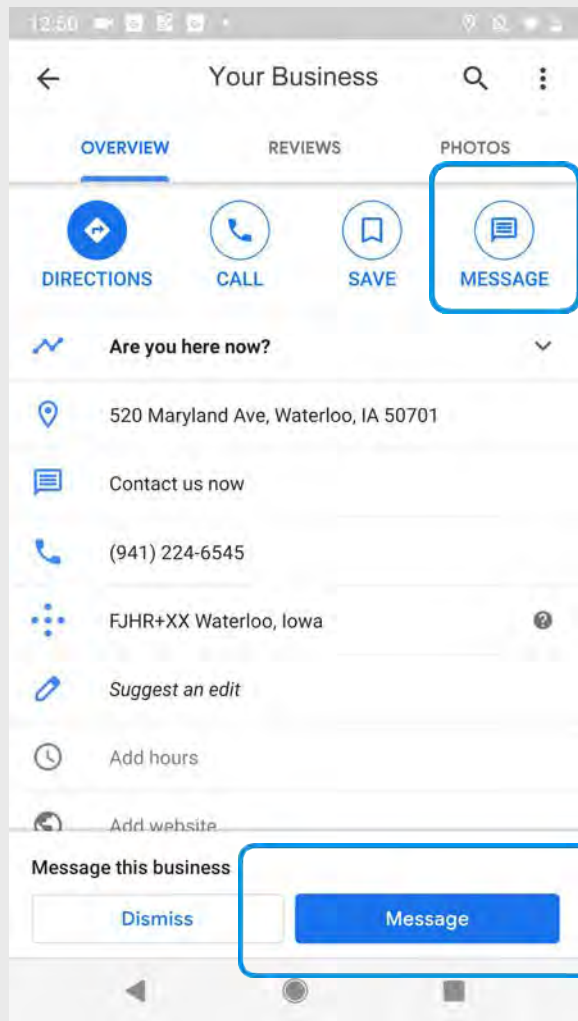 12:50
Your Business
OVERVIEW REVIEWS PHOTOS
DIRECTIONS CALL SAVE MESSAGE
Are you here now?
520 Maryland Ave, Waterloo, IA 50701
Contact us now
(941) 224-6545
FJHR+XX Waterloo, Iowa
Suggest an edit
Add hours
Add website
Message this business
Dismiss Message